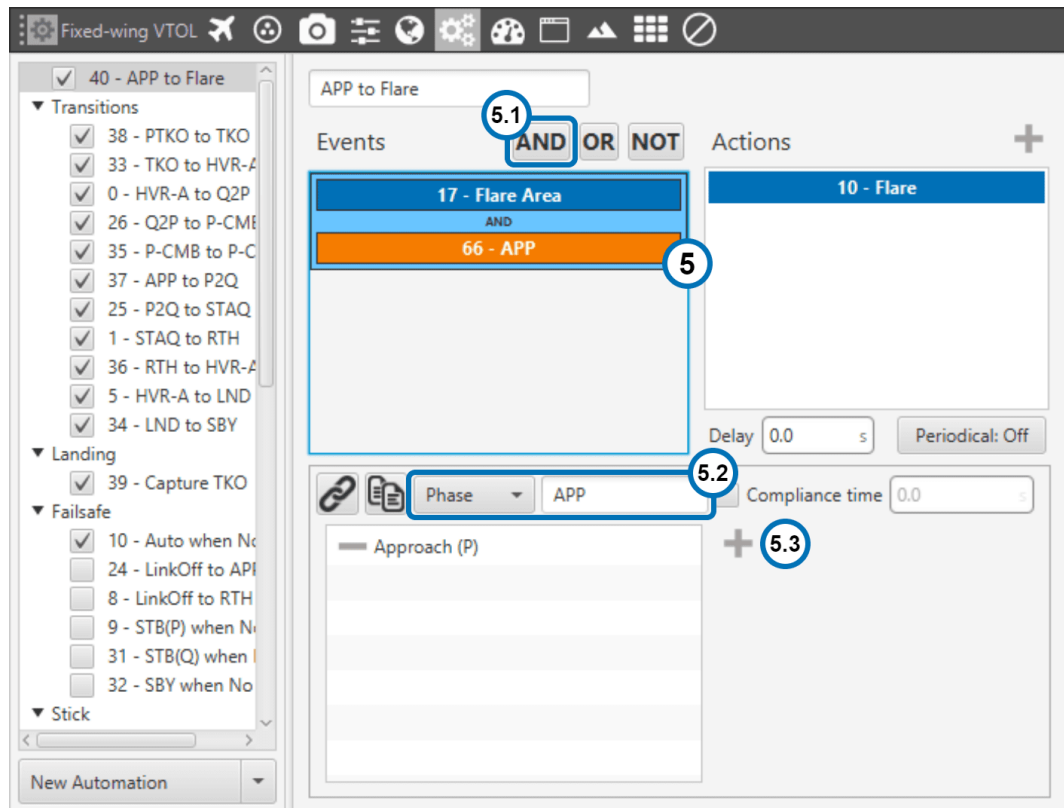 Fixed-wing VTOL
40 - APP to Flare
Transitions
38 - PTKO to TKO
33 - TKO to HVR-A
0 - HVR-A to Q2P
26 - Q2P to P-CME
35 - P-CMB to P-C
37 - APP to P2Q
25 - P2Q to STAQ
1 - STAQ to RTH
36 - RTH to HVR-A
5 - HVR-A to LND
34 - LND to SBY
Landing
39 - Capture TKO
Failsafe
10 - Auto when No
24 - LinkOff to APP
8 - LinkOff to RTH
9 - STB(P) when No
31 - STB(Q) when
32 - SBY when No
Stick
New Automation
APP to Flare
5.1
Events
AND OR NOT
17 - Flare Area
AND
66 - APP
5
Actions
10 - Flare
Delay 0.0 s Periodical: Off
5.2
Phase APP Compliance time 0.0 s
Approach (P)
5.3